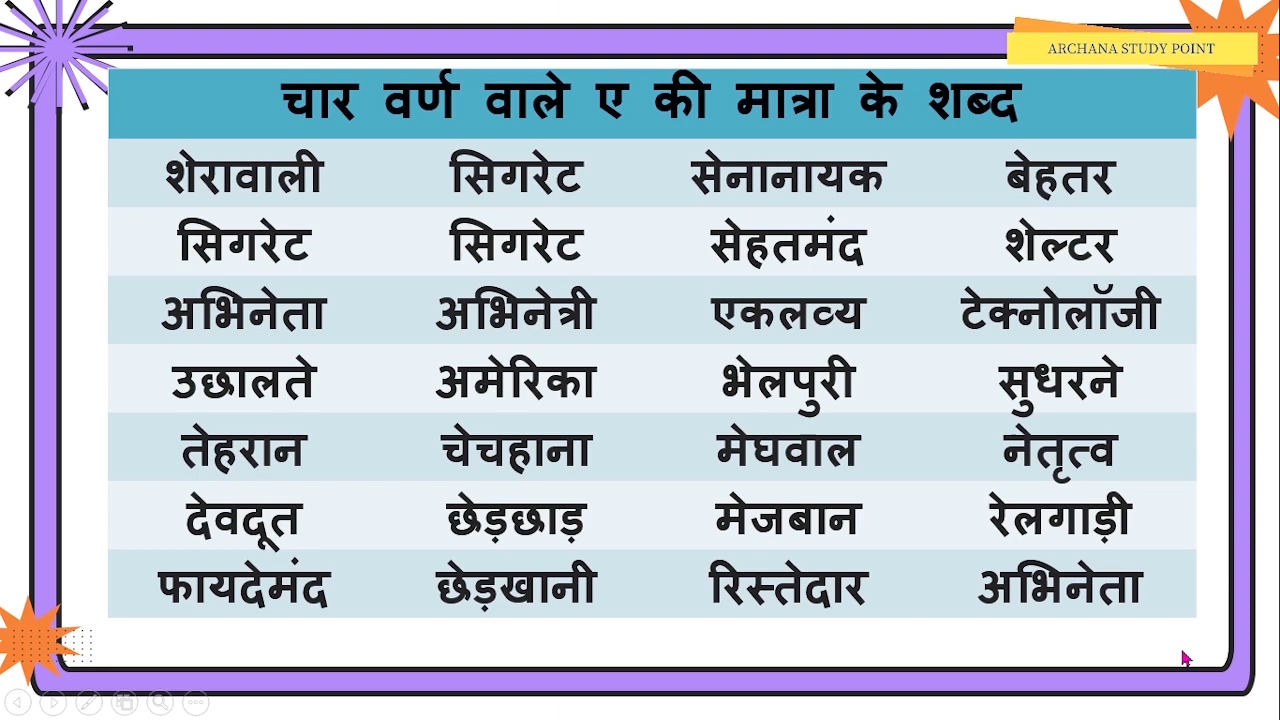 ARCHANA STUDY POINT
चार वर्ण वाले ए की मात्रा के शब्द
शेरावाली सिगरेट सेनानायक बेहतर
सिगरेट सिगरेट सेहतमंद शेल्टर
अभिनेता अभिनेत्री एकलव्य टेक्नोलॉजी
उछालते अमेरिका भेलपुरी सुधरने
तेहरान चेचहाना मेघवाल नेतृत्व
देवदूत छेड़छाड़ मेजबान रेलगाड़ी
फायदेमंद छेड़खानी रिस्तेदार अभिनेता